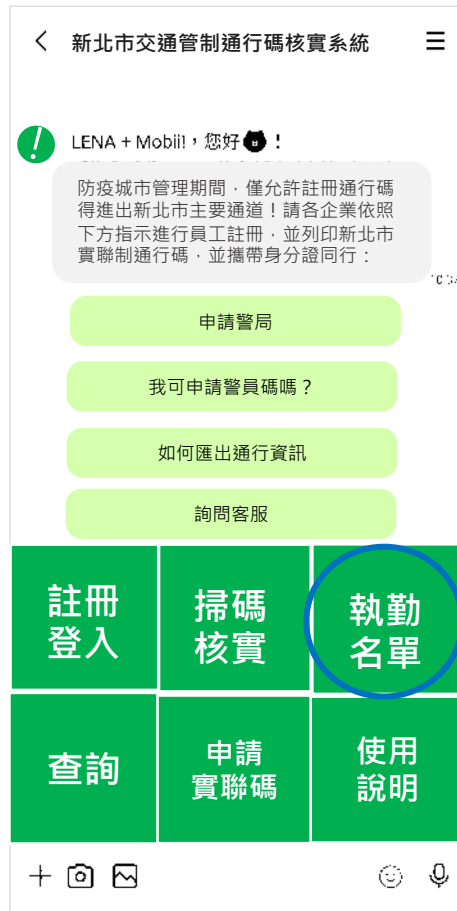 新北市交通管制通行碼核實系統
LENA + Mobiil，您好！
防疫城市管理期間，僅允許註冊通行碼
得進出新北市主要通道！請各企業依照
下方指示進行員工註冊，並列印新北市
實聯制通行碼，並攜帶身分證同行：
申請警局
我可申請警員碼嗎？
如何匯出通行資訊
詢問客服
註冊
登入
掃碼
核實
執勤
名單
查詢
申請
實聯碼
使用
說明